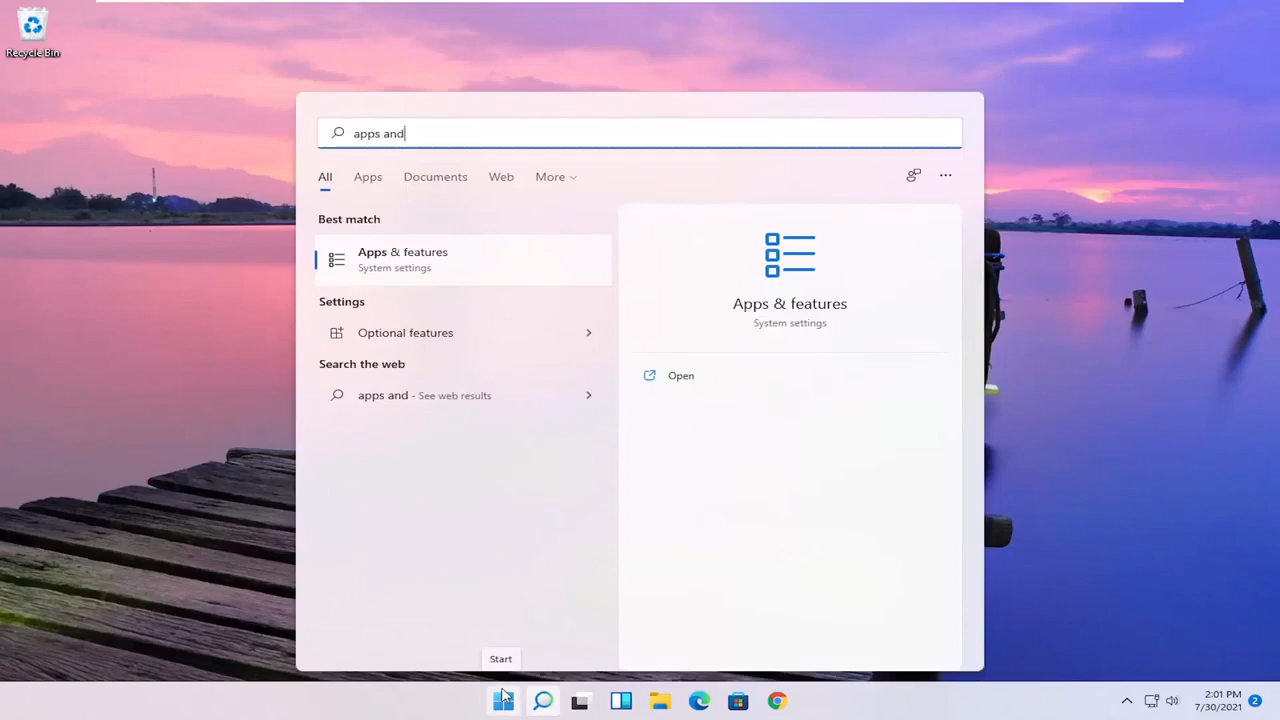 Recycle Bin
apps and
All Apps Documents Web More
Best match
Apps & features
System settings
Settings
Optional features
Search the web
apps and - See web results
Apps & features
System settings
Open
Start
2:01 PM
7/30/2021
2